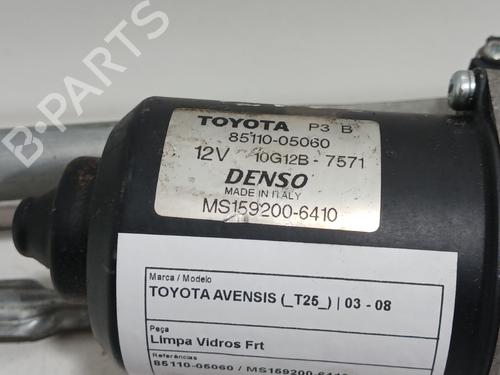 TOYOTA P3 B
85110-05060
12V 10G12B-7571
DENSO
MADE IN ITALY
MS159200-6410
Marca / Modelo
TOYOTA AVENSIS (_T25_) | 03 - 08
Peça
Limpa Vidros Frt
Referências
85110-05060 / MS159200-6410